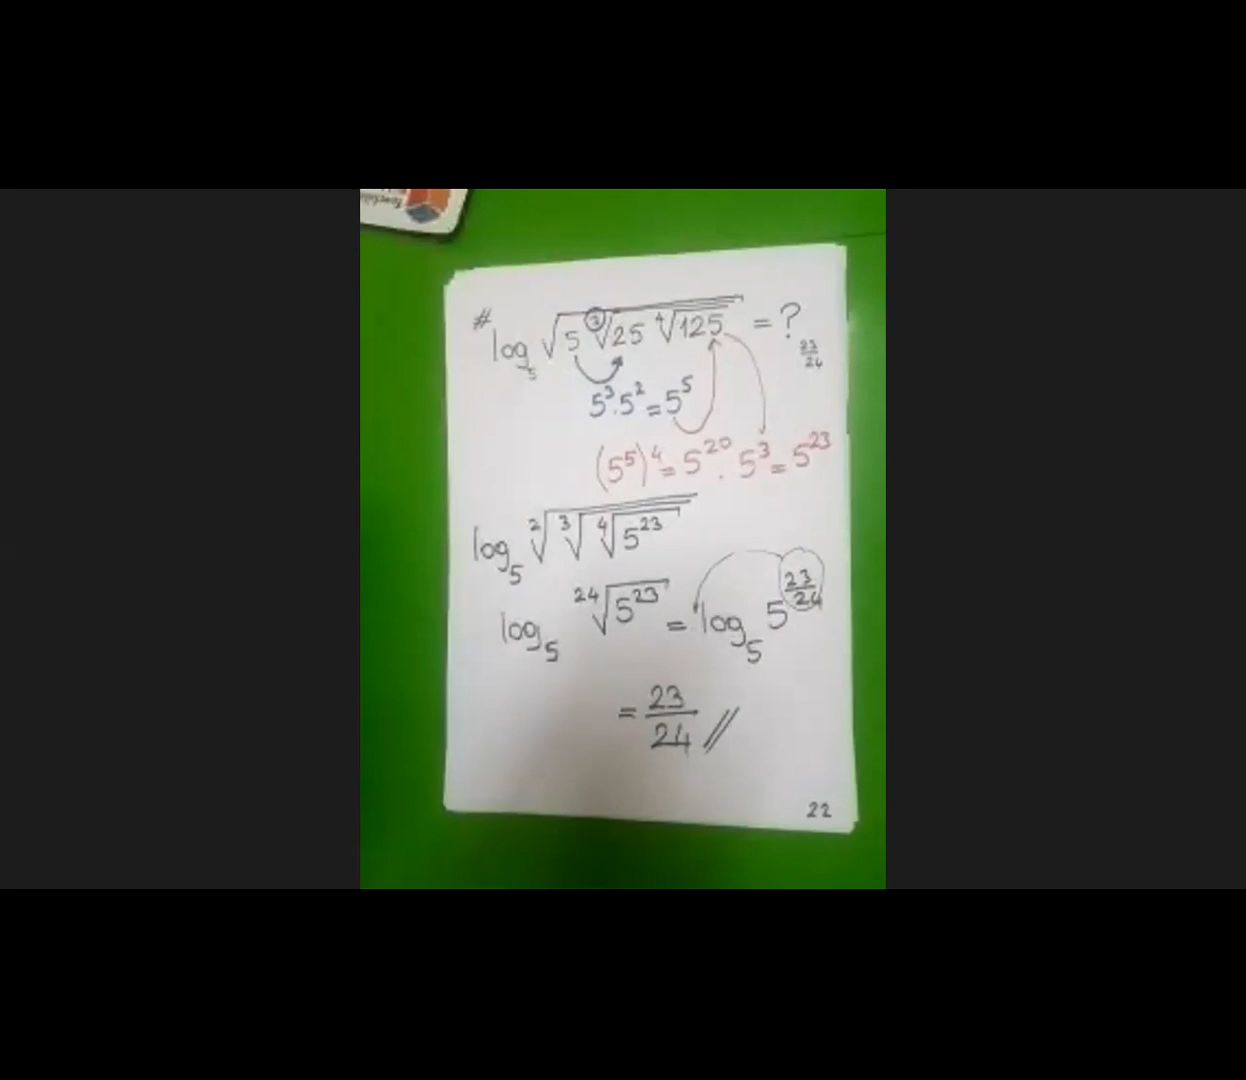 # log₅ √(5 ³√(25 ⁴√125)) = ?
23/24
5³.5² = 5⁵
(5⁵)⁴ = 5²⁰ . 5³ = 5²³
log₅ ²√(³√(⁴√(5²³)))
log₅ ²⁴√(5²³) = log₅ 5^(23/24)
= 23/24 //
22